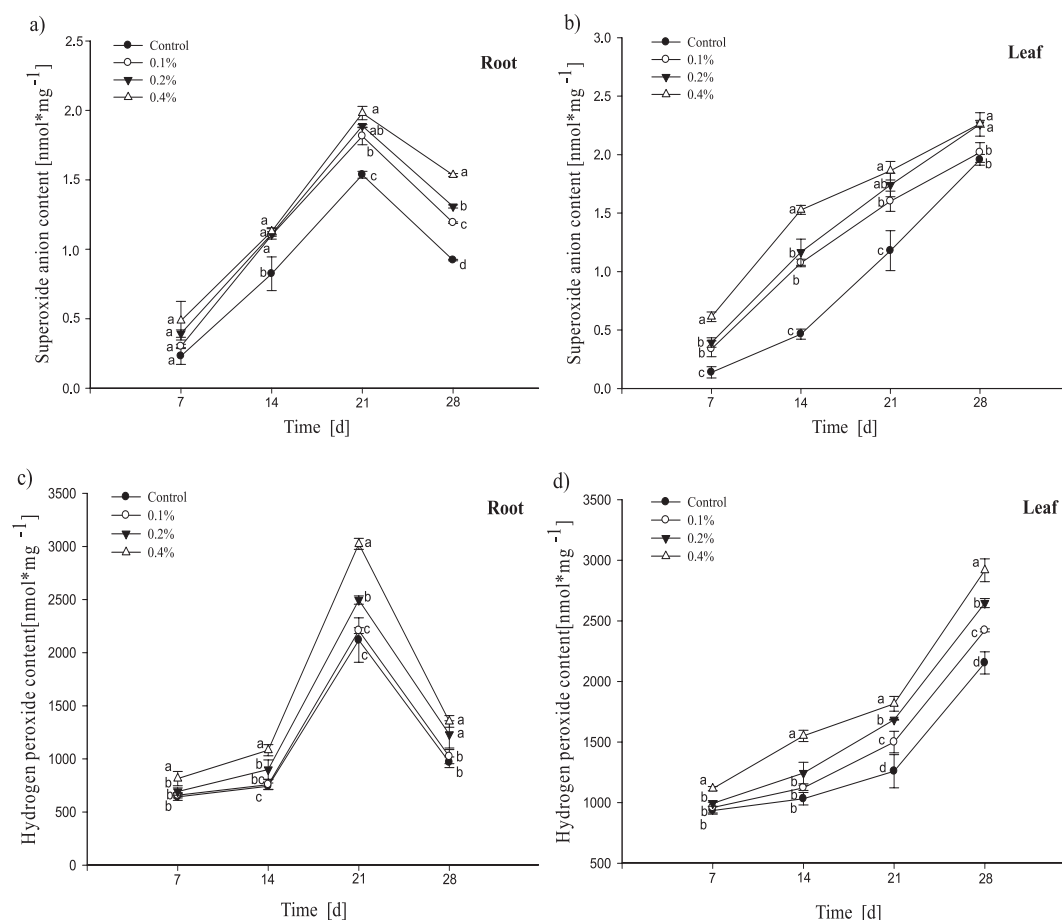 a)
Control
0.1%
0.2%
0.4%
Root
Superoxide anion content [nmol*mg -1]
2.5
2.0
1.5
1.0
0.5
0.0
a
ab
b
c
a
b
c
d
a
a
a
b
a
a
a
a
7 14 21 28
Time [d]
b)
Control
0.1%
0.2%
0.4%
Leaf
Superoxide anion content [nmol*mg -1]
3.0
2.5
2.0
1.5
1.0
0.5
0.0
a
a
b
b
a
ab
b
c
a
b
b
c
a
b
b
c
7 14 21 28
Time [d]
c)
Control
0.1%
0.2%
0.4%
Root
Hydrogen peroxide content[nmol*mg -1]
3500
3000
2500
2000
1500
1000
500
0
a
b
c
c
a
a
b
b
a
b
bc
c
a
b
b
b
7 14 21 28
Time [d]
d)
Control
0.1%
0.2%
0.4%
Leaf
Hydrogen peroxide content[nmol*mg -1]
3500
3000
2500
2000
1500
1000
500
a
b
c
d
a
b
c
d
a
b
b
b
a
b
b
b
7 14 21 28
Time [d]